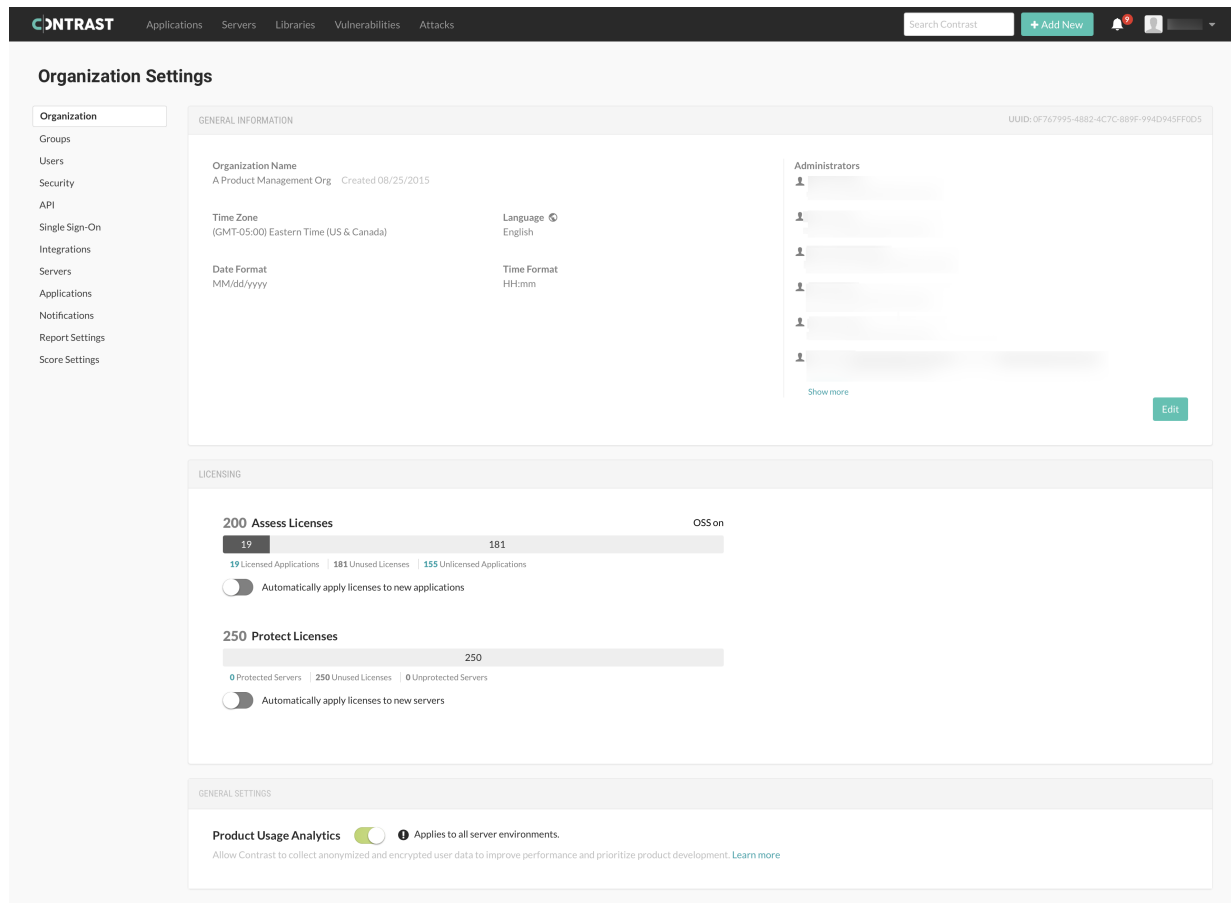 CONTRAST Applications Servers Libraries Vulnerabilities Attacks Search Contrast + Add New 9
Organization Settings
Organization
Groups
Users
Security
API
Single Sign-On
Integrations
Servers
Applications
Notifications
Report Settings
Score Settings
GENERAL INFORMATION UUID: 0F767995-4882-4C7C-889F-994D945FF0D5
Organization Name
A Product Management Org Created 08/25/2015
Time Zone Language
(GMT-05:00) Eastern Time (US & Canada) English
Date Format Time Format
MM/dd/yyyy HH:mm
Administrators
Show more
Edit
LICENSING
200 Assess Licenses OSS on
19 181
19 Licensed Applications 181 Unused Licenses 155 Unlicensed Applications
Automatically apply licenses to new applications
250 Protect Licenses
250
0 Protected Servers 250 Unused Licenses 0 Unprotected Servers
Automatically apply licenses to new servers
GENERAL SETTINGS
Product Usage Analytics Applies to all server environments.
Allow Contrast to collect anonymized and encrypted user data to improve performance and prioritize product development. Learn more